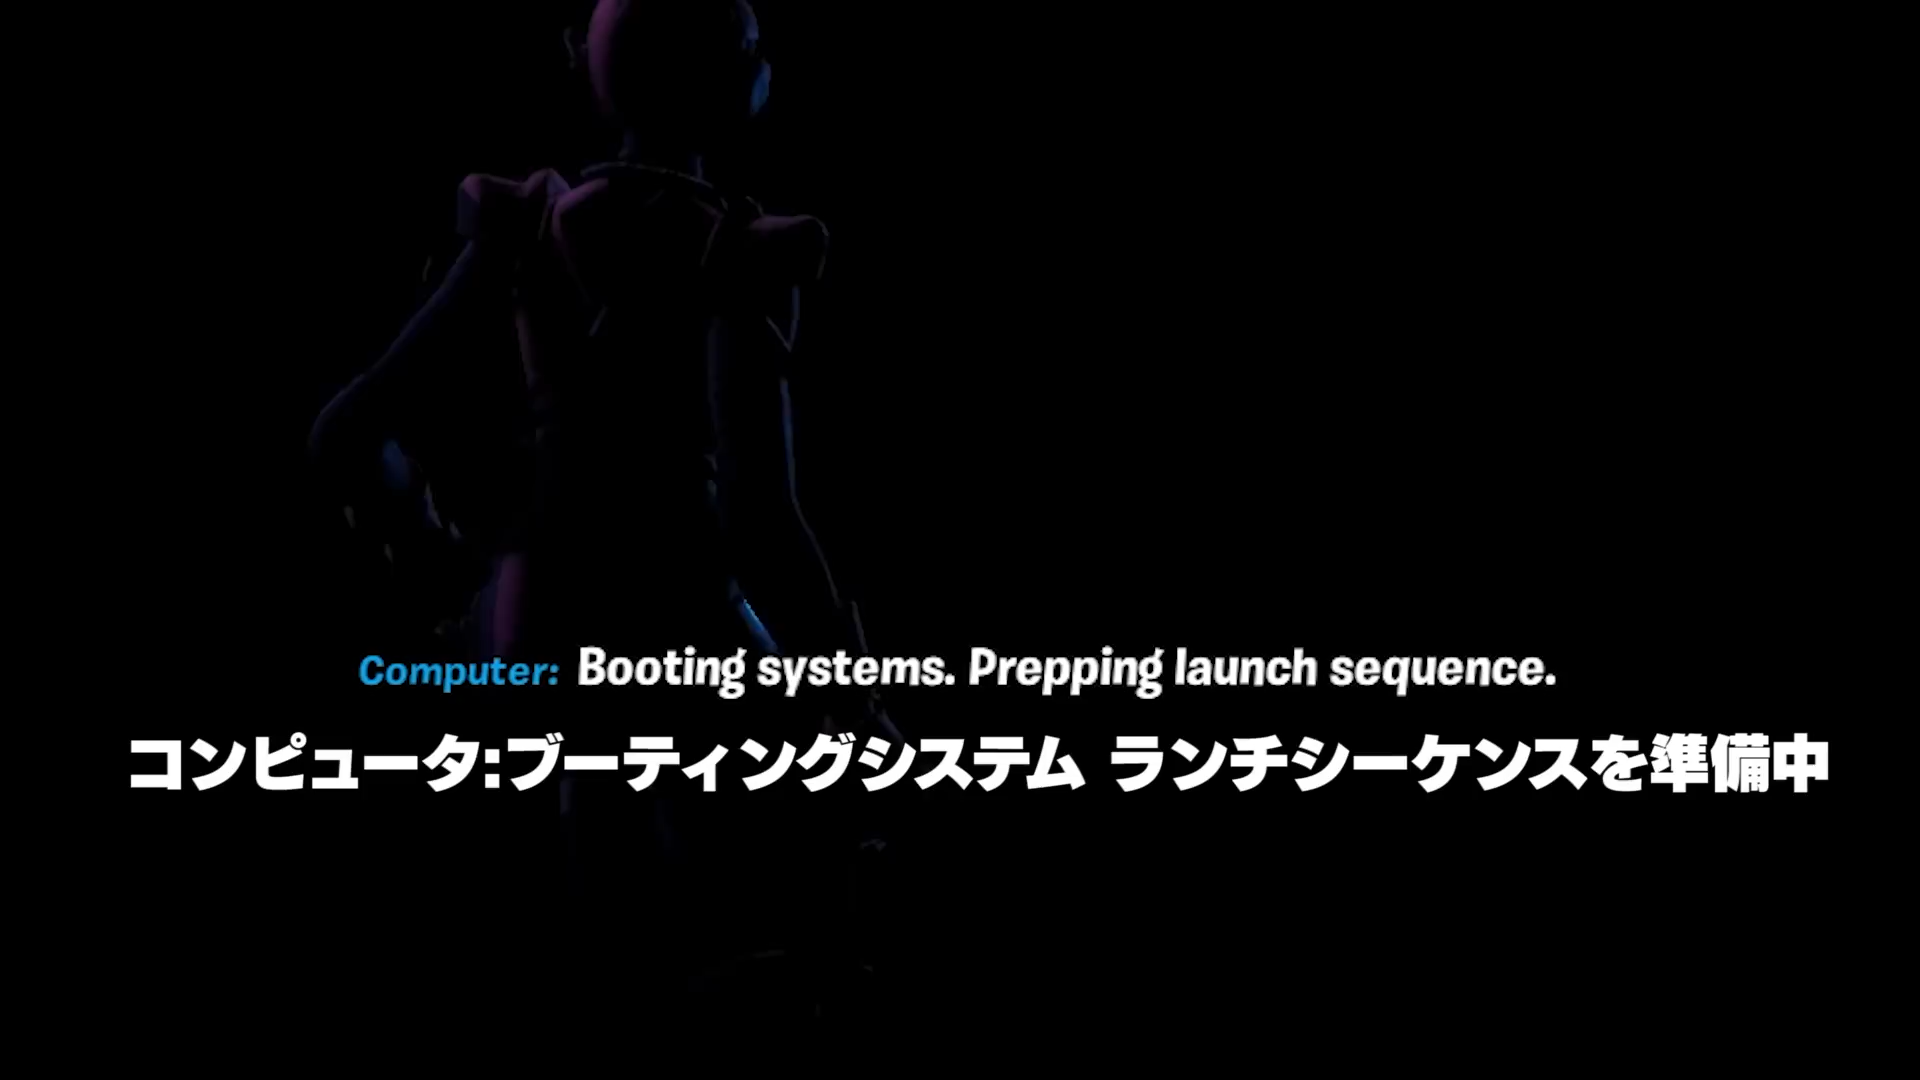 Computer: Booting systems. Prepping launch sequence.
コンピュータ:ブーティングシステム ランチシーケンスを準備中